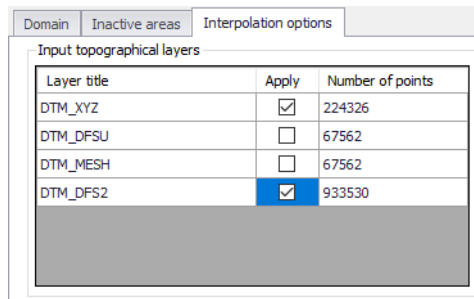 Domain Inactive areas Interpolation options
Input topographical layers
Layer title Apply Number of points
DTM_XYZ 224326
DTM_DFSU 67562
DTM_MESH 67562
DTM_DFS2 933530